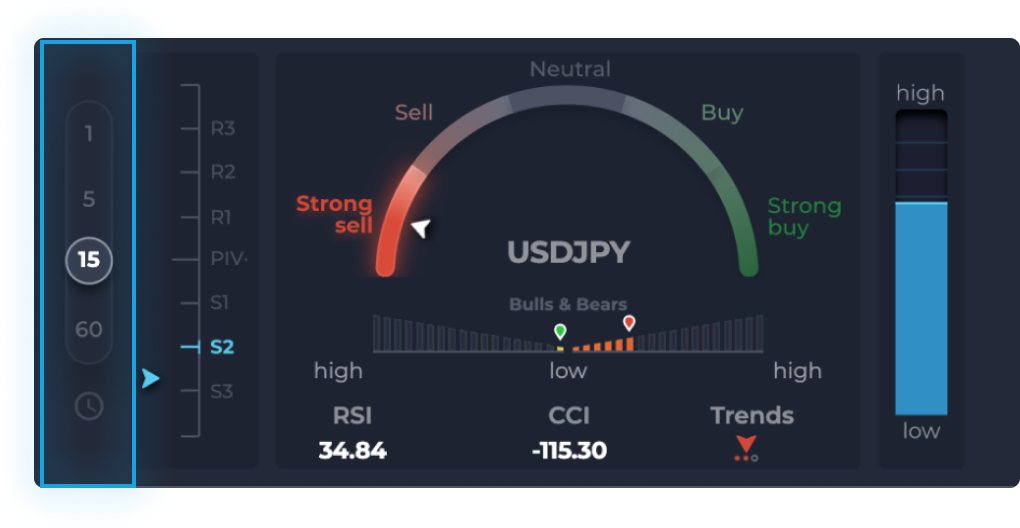 1
5
15
60
R3
R2
R1
PIV·
S1
S2
S3
Neutral
Sell
Buy
Strong
sell
Strong
buy
USDJPY
Bulls & Bears
high
low
high
RSI
CCI
Trends
34.84
-115.30
high
low